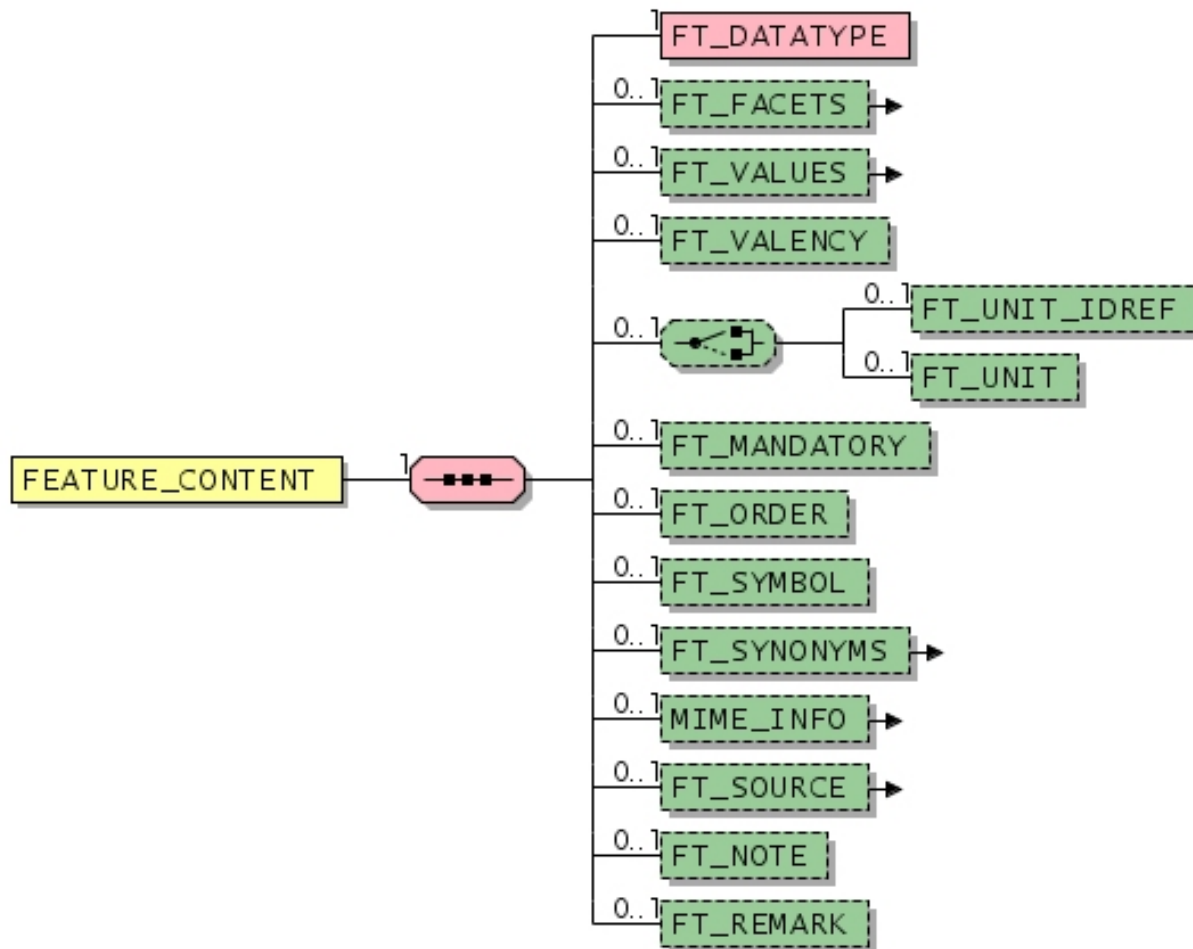 1
FT_DATATYPE
0..1
FT_FACETS
0..1
FT_VALUES
0..1
FT_VALENCY
0..1
0..1
FT_UNIT_IDREF
0..1
FT_UNIT
0..1
FT_MANDATORY
FEATURE_CONTENT
1
0..1
FT_ORDER
0..1
FT_SYMBOL
0..1
FT_SYNONYMS
0..1
MIME_INFO
0..1
FT_SOURCE
0..1
FT_NOTE
0..1
FT_REMARK